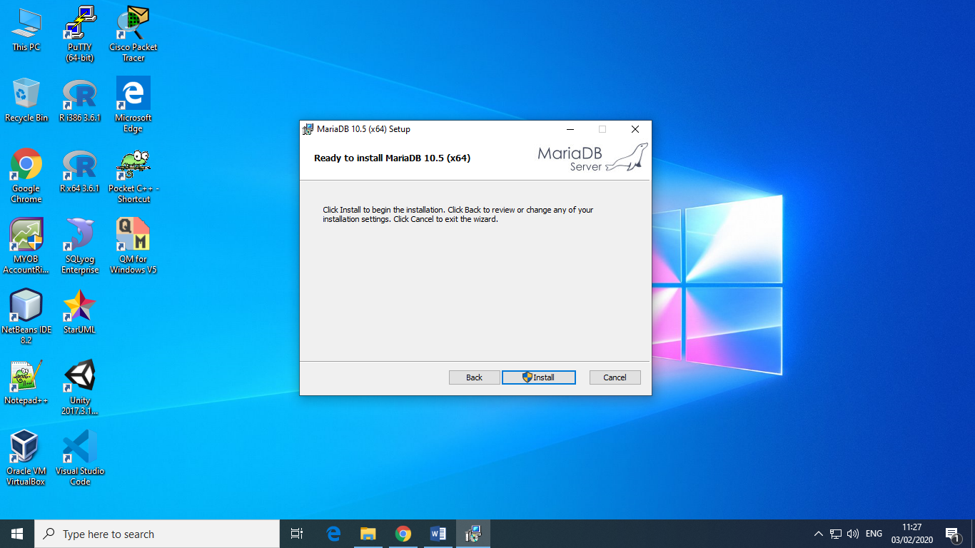 This PC
PuTTY
(64-bit)
Cisco Packet
Tracer
Recycle Bin
R i386 3.6.1
Microsoft
Edge
Google
Chrome
R x64 3.6.1
Pocket C++ -
Shortcut
MYOB
AccountRi...
SQLyog
Enterprise
QM
QM for
Windows V5
NetBeans IDE
8.2
StarUML
Notepad++
Unity
2017.3.1...
Oracle VM
VirtualBox
Visual Studio
Code
MariaDB 10.5 (x64) Setup
Ready to install MariaDB 10.5 (x64)
MariaDB
Server
Click Install to begin the installation. Click Back to review or change any of your
installation settings. Click Cancel to exit the wizard.
Back
Install
Cancel
Type here to search
ENG
11:27
03/02/2020
1